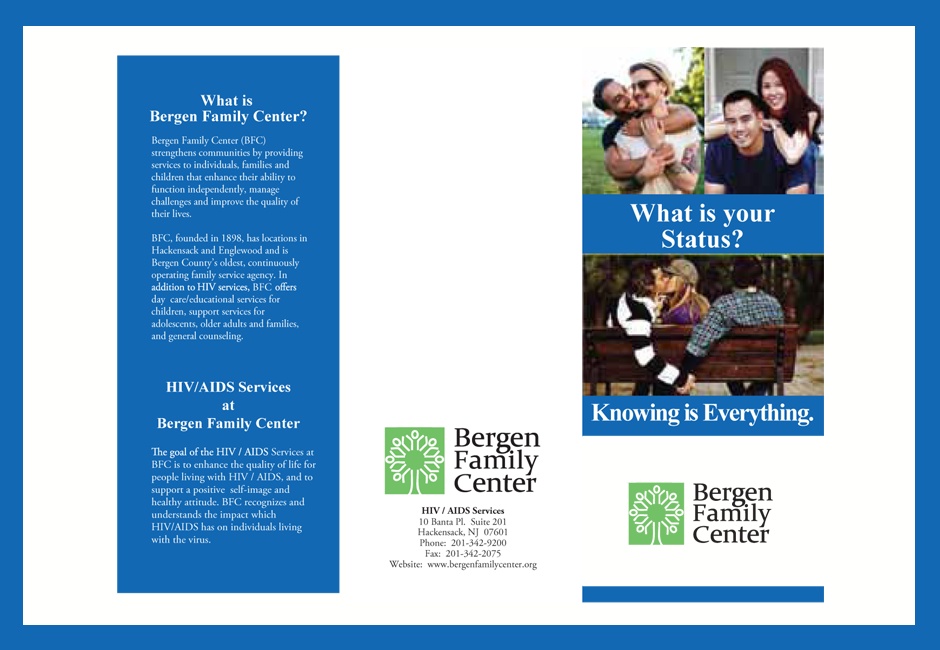 What is
Bergen Family Center?
Bergen Family Center (BFC)
strengthens communities by providing
services to individuals, families and
children that enhance their ability to
function independently, manage
challenges and improve the quality of
their lives.
BFC, founded in 1898, has locations in
Hackensack and Englewood and is
Bergen County's oldest, continuously
operating family service agency. In
addition to HIV services, BFC offers
day care/educational services for
children, support services for
adolescents, older adults and families,
and general counseling.
HIV/AIDS Services
at
Bergen Family Center
The goal of the HIV / AIDS Services at
BFC is to enhance the quality of life for
people living with HIV / AIDS, and to
support a positive self-image and
healthy attitude. BFC recognizes and
understands the impact which
HIV/AIDS has on individuals living
with the virus.
Bergen
Family
Center
HIV / AIDS Services
10 Banta Pl. Suite 201
Hackensack, NJ 07601
Phone: 201-342-9200
Fax: 201-342-2075
Website: www.bergenfamilycenter.org
What is your
Status?
Knowing is Everything.
Bergen
Family
Center